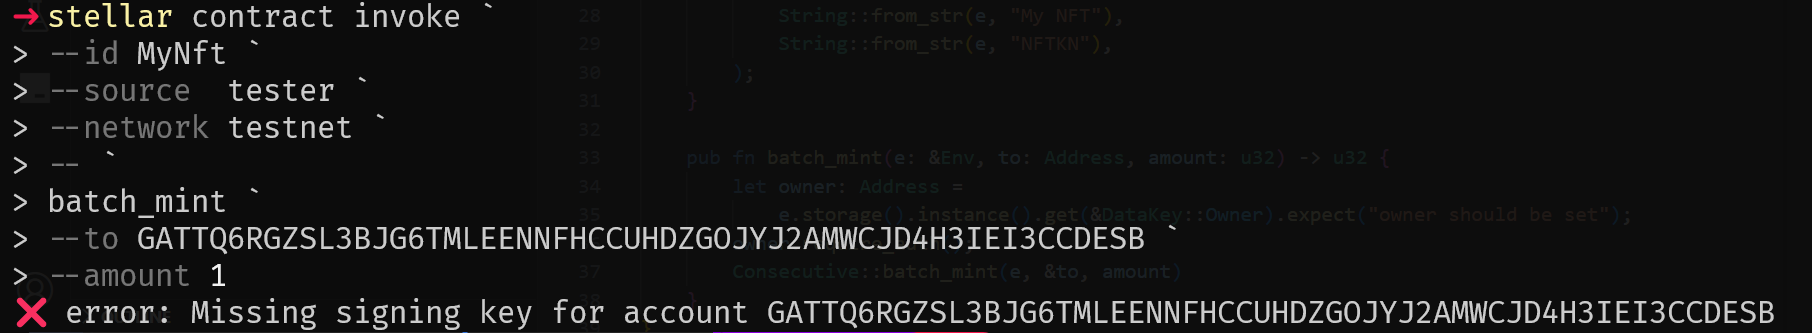 → stellar contract invoke `
> --id MyNft `
> --source  tester `
> --network testnet `
> -- `
> batch_mint `
> --to GATTQ6RGZSL3BJG6TMLEENNFHCCUHDZGOJYJ2AMWCJD4H3IEI3CCDESB `
> --amount 1
❌ error: Missing signing key for account GATTQ6RGZSL3BJG6TMLEENNFHCCUHDZGOJYJ2AMWCJD4H3IEI3CCDESB
28 String::from_str(e, "My NFT"),
29 String::from_str(e, "NFTKN"),
30 );
31 }
32
33 pub fn batch_mint(e: &Env, to: Address, amount: u32) -> u32 {
34 let owner: Address =
35 e.storage().instance().get(&DataKey::Owner).expect("owner should be set");
37 Consecutive::batch_mint(e, &to, amount)